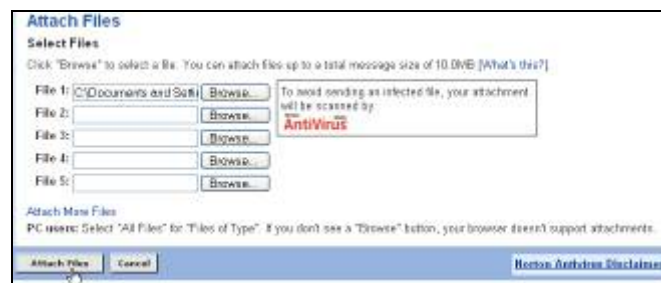 Attach Files
Select Files
Click "Browse" to select a file. You can attach files up to a total message size of 10.0MB [What's this?]
File 1: C:\Documents and Setti Browse...
To avoid sending an infected file, your attachment
will be scanned by
AntiVirus
File 2: Browse...
File 3: Browse...
File 4: Browse...
File 5: Browse...
Attach More Files
PC users: Select "All Files" for "Files of Type". If you don't see a "Browse" button, your browser doesn't support attachments.
Attach Files Cancel Norton Antivirus Disclaimer